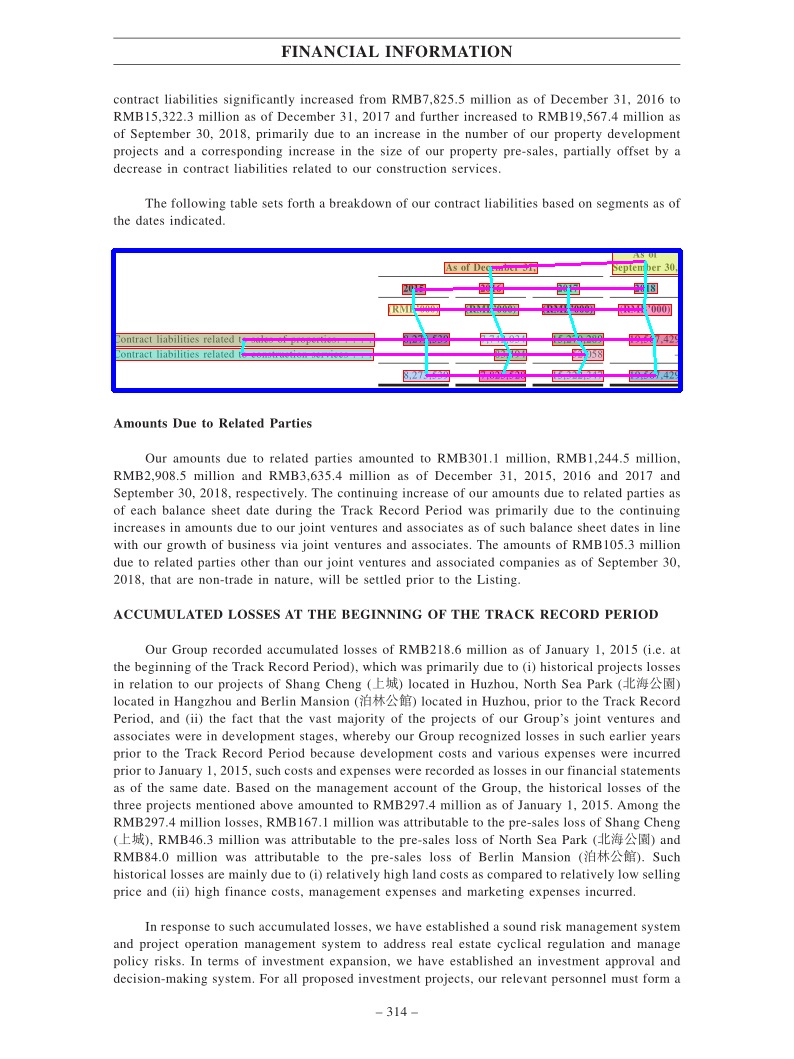 FINANCIAL INFORMATION
contract liabilities significantly increased from RMB7,825.5 million as of December 31, 2016 to
RMB15,322.3 million as of December 31, 2017 and further increased to RMB19,567.4 million as
of September 30, 2018, primarily due to an increase in the number of our property development
projects and a corresponding increase in the size of our property pre-sales, partially offset by a
decrease in contract liabilities related to our construction services.
The following table sets forth a breakdown of our contract liabilities based on segments as of
the dates indicated.
As of
As of December 31, September 30,
2015 2016 2017 2018
(RMB'000) (RMB'000) (RMB'000) (RMB'000)
Contract liabilities related to sales of properties 19,567,429
Contract liabilities related to construction services –
19,567,429
Amounts Due to Related Parties
Our amounts due to related parties amounted to RMB301.1 million, RMB1,244.5 million,
RMB2,908.5 million and RMB3,635.4 million as of December 31, 2015, 2016 and 2017 and
September 30, 2018, respectively. The continuing increase of our amounts due to related parties as
of each balance sheet date during the Track Record Period was primarily due to the continuing
increases in amounts due to our joint ventures and associates as of such balance sheet dates in line
with our growth of business via joint ventures and associates. The amounts of RMB105.3 million
due to related parties other than our joint ventures and associated companies as of September 30,
2018, that are non-trade in nature, will be settled prior to the Listing.
ACCUMULATED LOSSES AT THE BEGINNING OF THE TRACK RECORD PERIOD
Our Group recorded accumulated losses of RMB218.6 million as of January 1, 2015 (i.e. at
the beginning of the Track Record Period), which was primarily due to (i) historical projects losses
in relation to our projects of Shang Cheng (上城) located in Huzhou, North Sea Park (北海公園)
located in Hangzhou and Berlin Mansion (泊林公館) located in Huzhou, prior to the Track Record
Period, and (ii) the fact that the vast majority of the projects of our Group's joint ventures and
associates were in development stages, whereby our Group recognized losses in such earlier years
prior to the Track Record Period because development costs and various expenses were incurred
prior to January 1, 2015, such costs and expenses were recorded as losses in our financial statements
as of the same date. Based on the management account of the Group, the historical losses of the
three projects mentioned above amounted to RMB297.4 million as of January 1, 2015. Among the
RMB297.4 million losses, RMB167.1 million was attributable to the pre-sales loss of Shang Cheng
(上城), RMB46.3 million was attributable to the pre-sales loss of North Sea Park (北海公園) and
RMB84.0 million was attributable to the pre-sales loss of Berlin Mansion (泊林公館). Such
historical losses are mainly due to (i) relatively high land costs as compared to relatively low selling
price and (ii) high finance costs, management expenses and marketing expenses incurred.
In response to such accumulated losses, we have established a sound risk management system
and project operation management system to address real estate cyclical regulation and manage
policy risks. In terms of investment expansion, we have established an investment approval and
decision-making system. For all proposed investment projects, our relevant personnel must form a
– 314 –